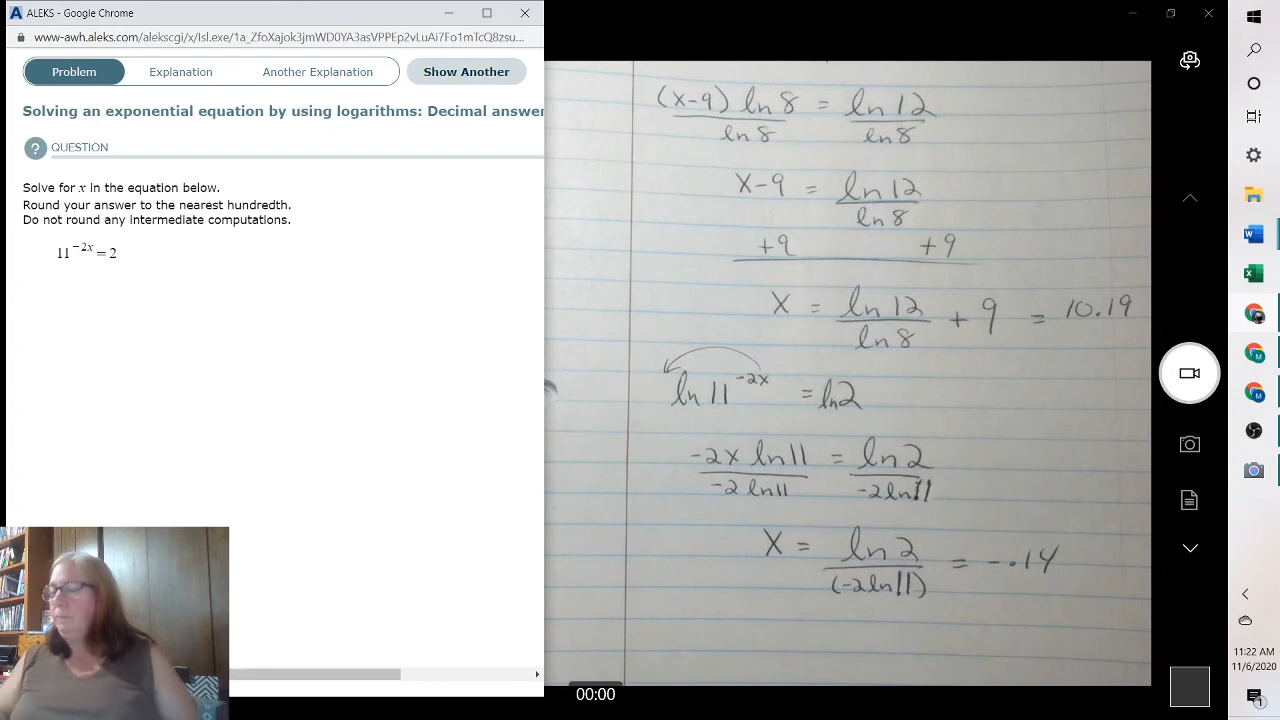 ALEKS - Google Chrome
www-awh.aleks.com/alekscgi/x/Isl.exe/1a_ZfoXajok3jmWD0YA3asVPPEp2vLuAi7Fo1mTcQ8zsu...
Problem Explanation Another Explanation Show Another
Solving an exponential equation by using logarithms: Decimal answer
? QUESTION
Solve for x in the equation below.
Round your answer to the nearest hundredth.
Do not round any intermediate computations.
11^{-2x} = 2
(x-9) ln 8 = ln 12
ln 8 ln 8
x-9 = ln 12
ln 8
+9 +9
x = ln 12 + 9 = 10.19
ln 8
ln 11^{-2x} = ln 2
-2x ln 11 = ln 2
-2 ln 11 -2 ln 11
x = ln 2 = -.14
(-2 ln 11)
00:00
11:22 AM
11/6/2020